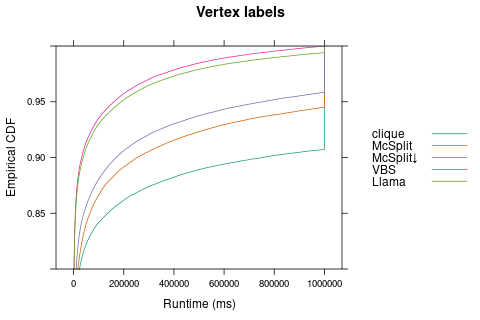 Vertex labels
Empirical CDF
0.95
0.90
0.85
0
200000
400000
600000
800000
1000000
Runtime (ms)
clique
McSplit
McSplit↓
VBS
Llama